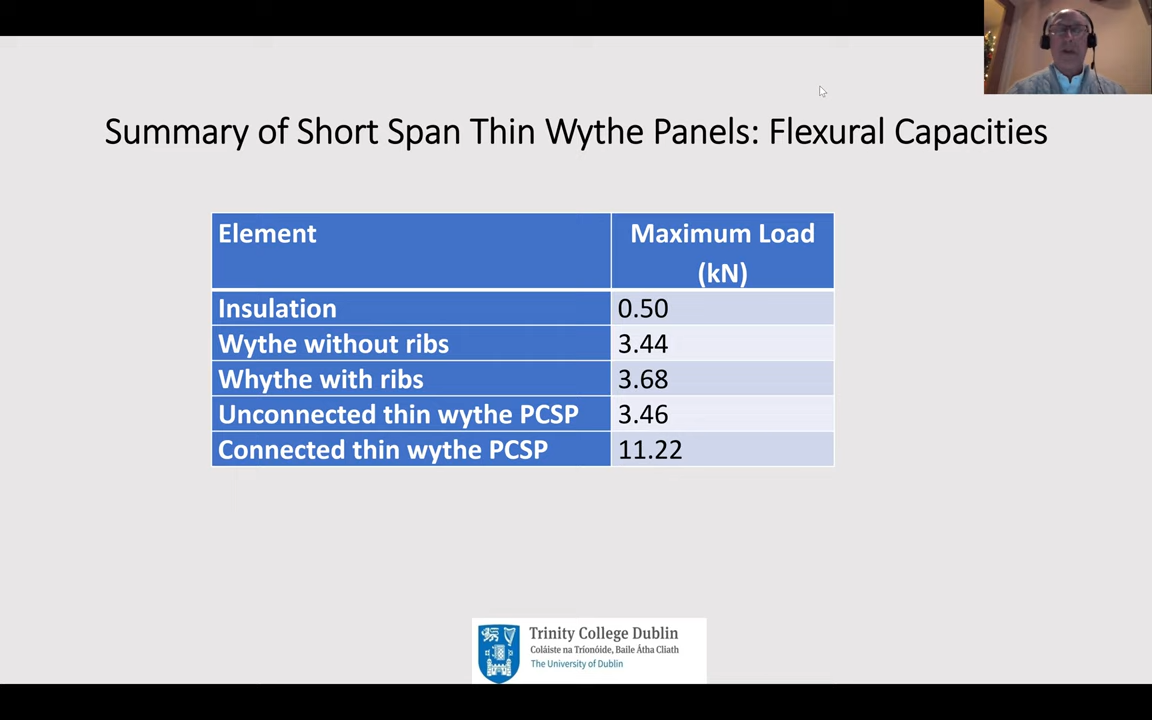 Summary of Short Span Thin Wythe Panels: Flexural Capacities
Element
Maximum Load
(kN)
Insulation 0.50
Wythe without ribs 3.44
Whythe with ribs 3.68
Unconnected thin wythe PCSP 3.46
Connected thin wythe PCSP 11.22
Trinity College Dublin
Coláiste na Tríonóide, Baile Átha Cliath
The University of Dublin